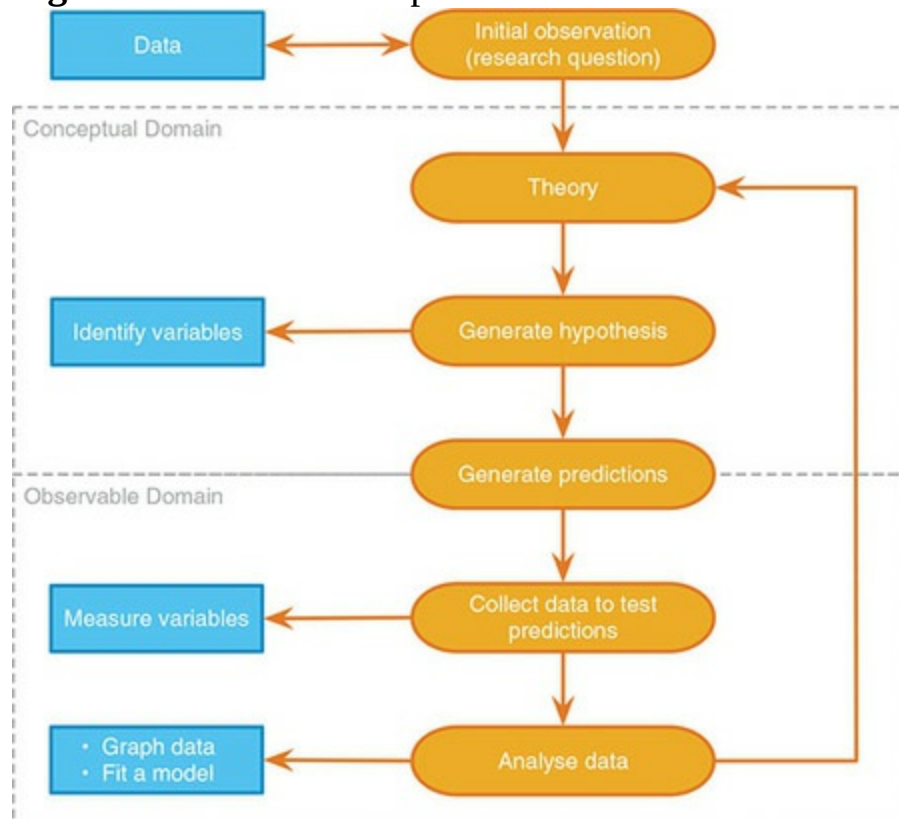 Data
Initial observation
(research question)
Conceptual Domain
Theory
Identify variables
Generate hypothesis
Generate predictions
Observable Domain
Measure variables
Collect data to test
predictions
• Graph data
• Fit a model
Analyse data